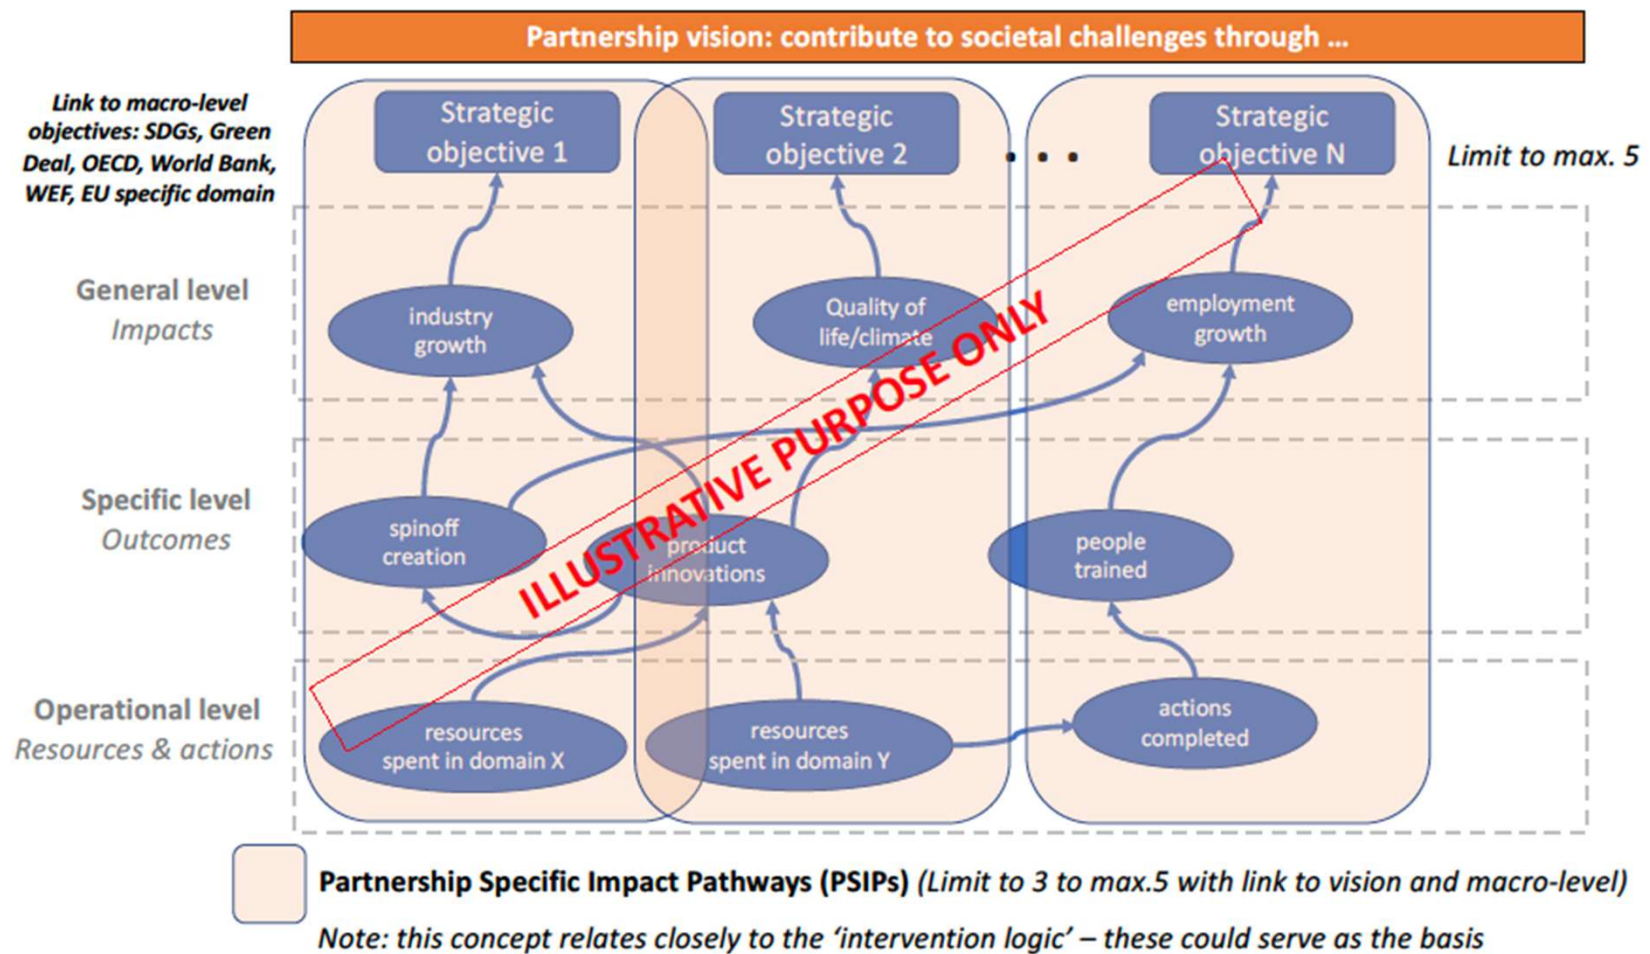 Partnership vision: contribute to societal challenges through ...
Link to macro-level
objectives: SDGs, Green
Deal, OECD, World Bank,
WEF, EU specific domain
Strategic
objective 1
Strategic
objective 2
. . .
Strategic
objective N
Limit to max. 5
General level
Impacts
industry
growth
Quality of
life/climate
employment
growth
ILLUSTRATIVE PURPOSE ONLY
Specific level
Outcomes
spinoff
creation
product
innovations
people
trained
Operational level
Resources & actions
resources
spent in domain X
resources
spent in domain Y
actions
completed
Partnership Specific Impact Pathways (PSIPs) (Limit to 3 to max.5 with link to vision and macro-level)
Note: this concept relates closely to the ‘intervention logic’ – these could serve as the basis